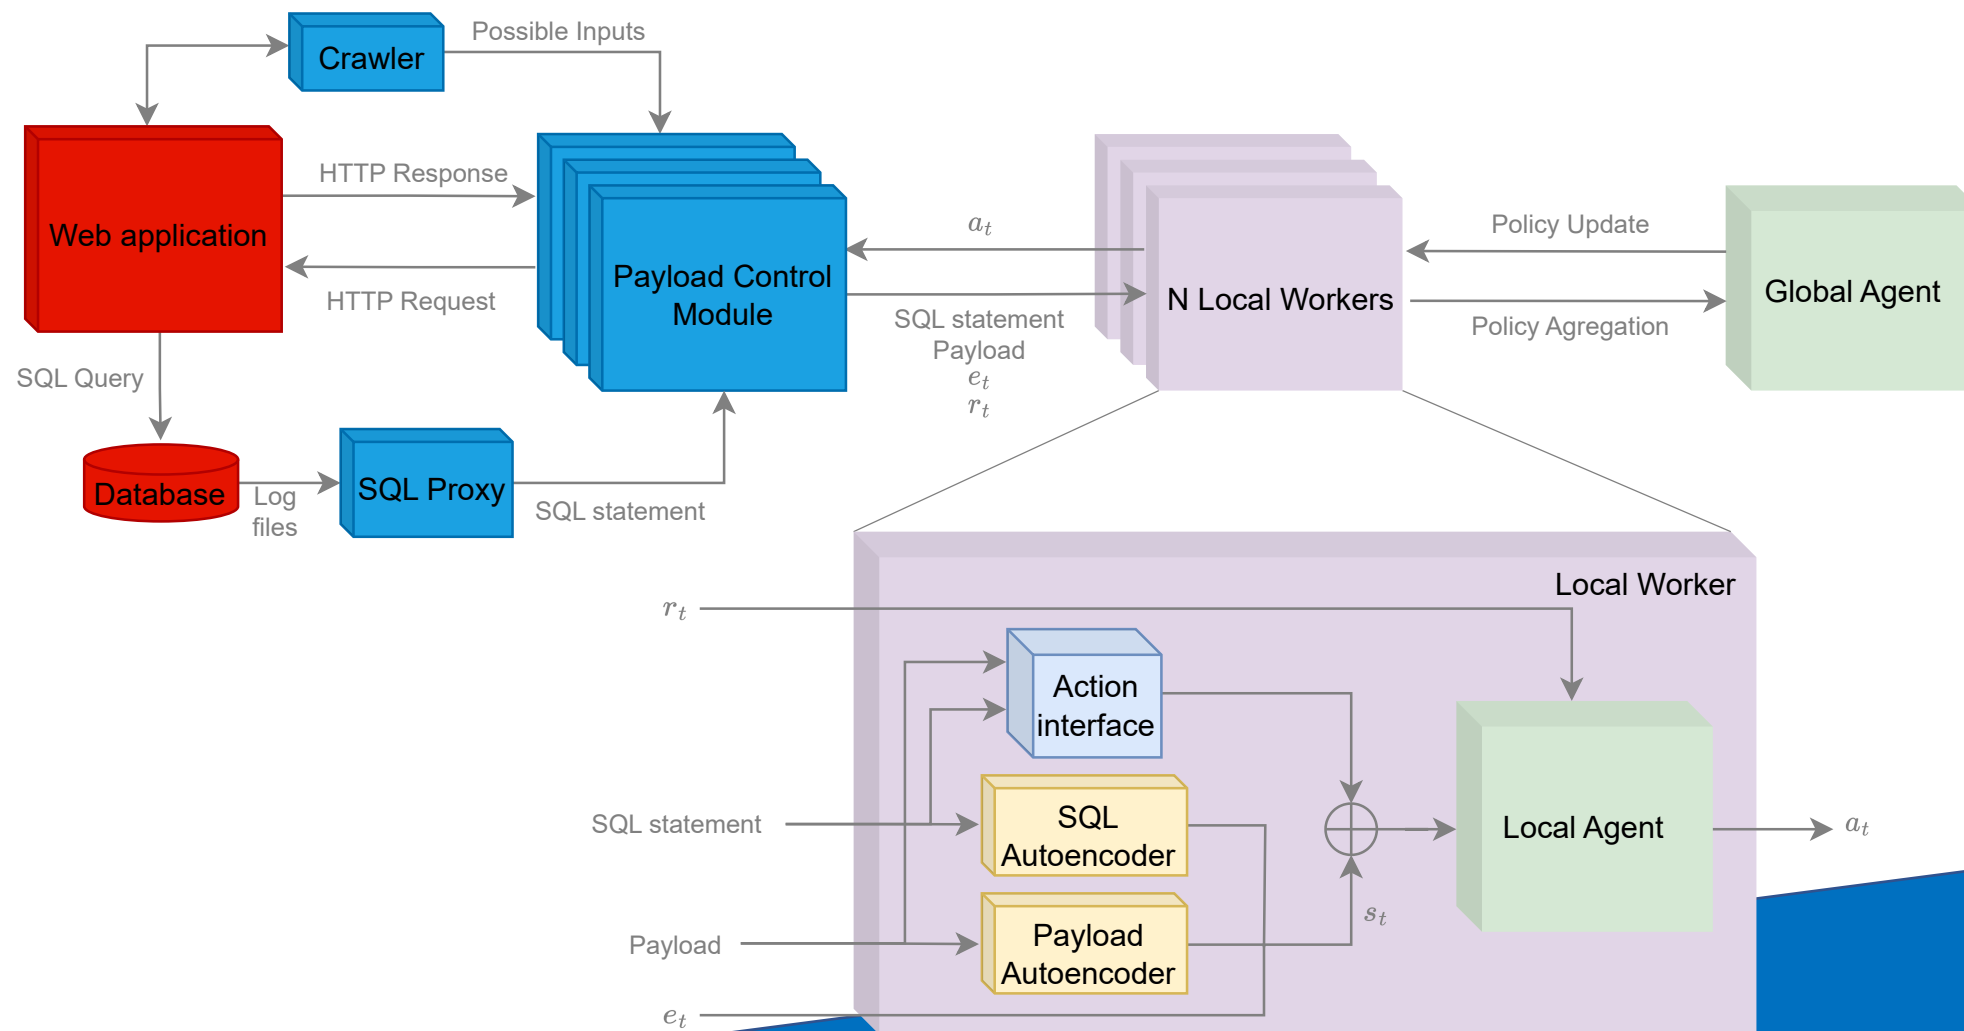 Possible Inputs
Crawler
HTTP Response
Web application
HTTP Request
Payload Control
Module
a_t
SQL statement
Payload
e_t
r_t
N Local Workers
Policy Update
Policy Agregation
Global Agent
SQL Query
Database
Log
files
SQL Proxy
SQL statement
Local Worker
r_t
Action
interface
SQL statement
SQL
Autoencoder
Local Agent
a_t
s_t
Payload
Payload
Autoencoder
e_t